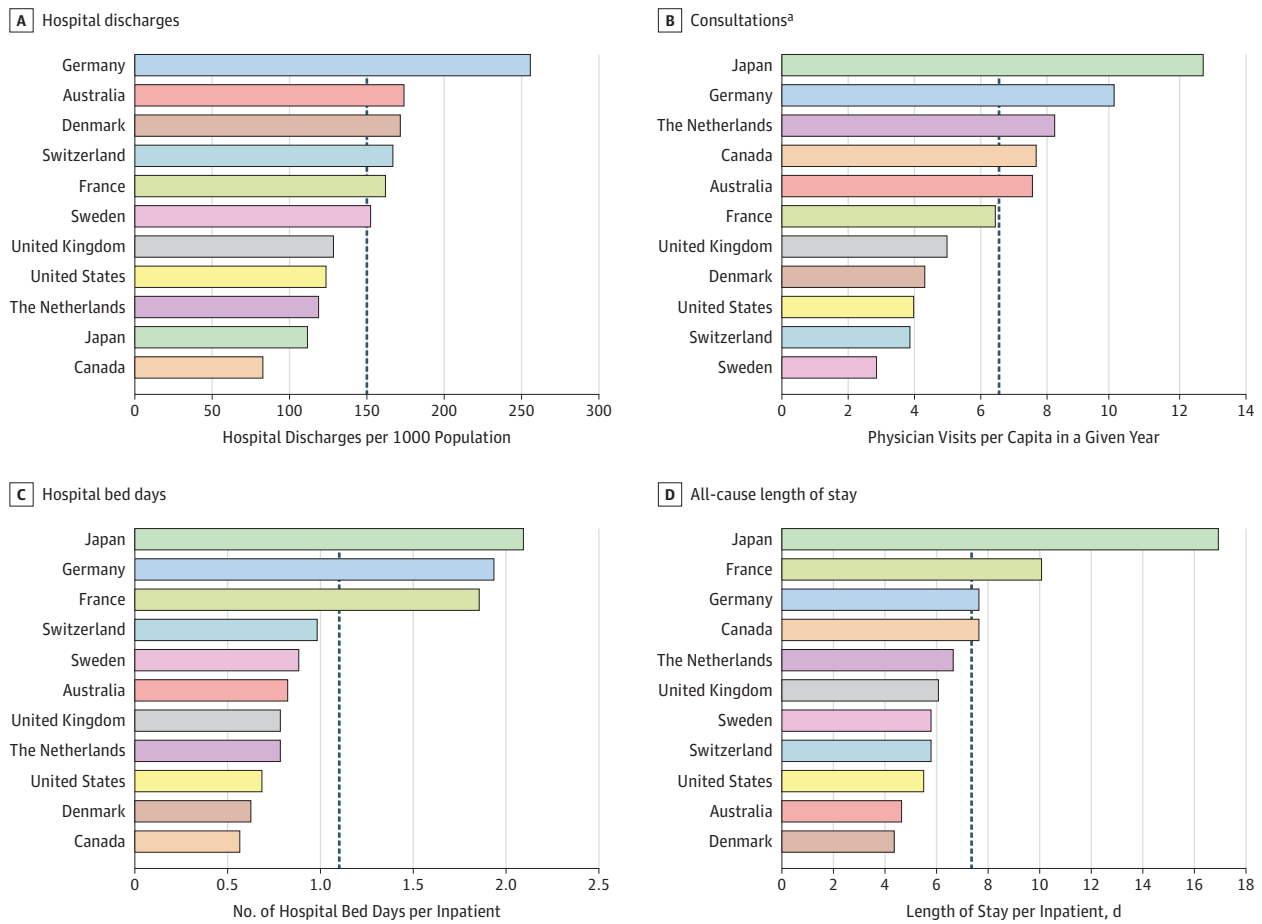 A Hospital discharges
Germany
Australia
Denmark
Switzerland
France
Sweden
United Kingdom
United States
The Netherlands
Japan
Canada
0 50 100 150 200 250 300
Hospital Discharges per 1000 Population
B Consultationsᵃ
Japan
Germany
The Netherlands
Canada
Australia
France
United Kingdom
Denmark
United States
Switzerland
Sweden
0 2 4 6 8 10 12 14
Physician Visits per Capita in a Given Year
C Hospital bed days
Japan
Germany
France
Switzerland
Sweden
Australia
United Kingdom
The Netherlands
United States
Denmark
Canada
0 0.5 1.0 1.5 2.0 2.5
No. of Hospital Bed Days per Inpatient
D All-cause length of stay
Japan
France
Germany
Canada
The Netherlands
United Kingdom
Sweden
Switzerland
United States
Australia
Denmark
0 2 4 6 8 10 12 14 16 18
Length of Stay per Inpatient, d